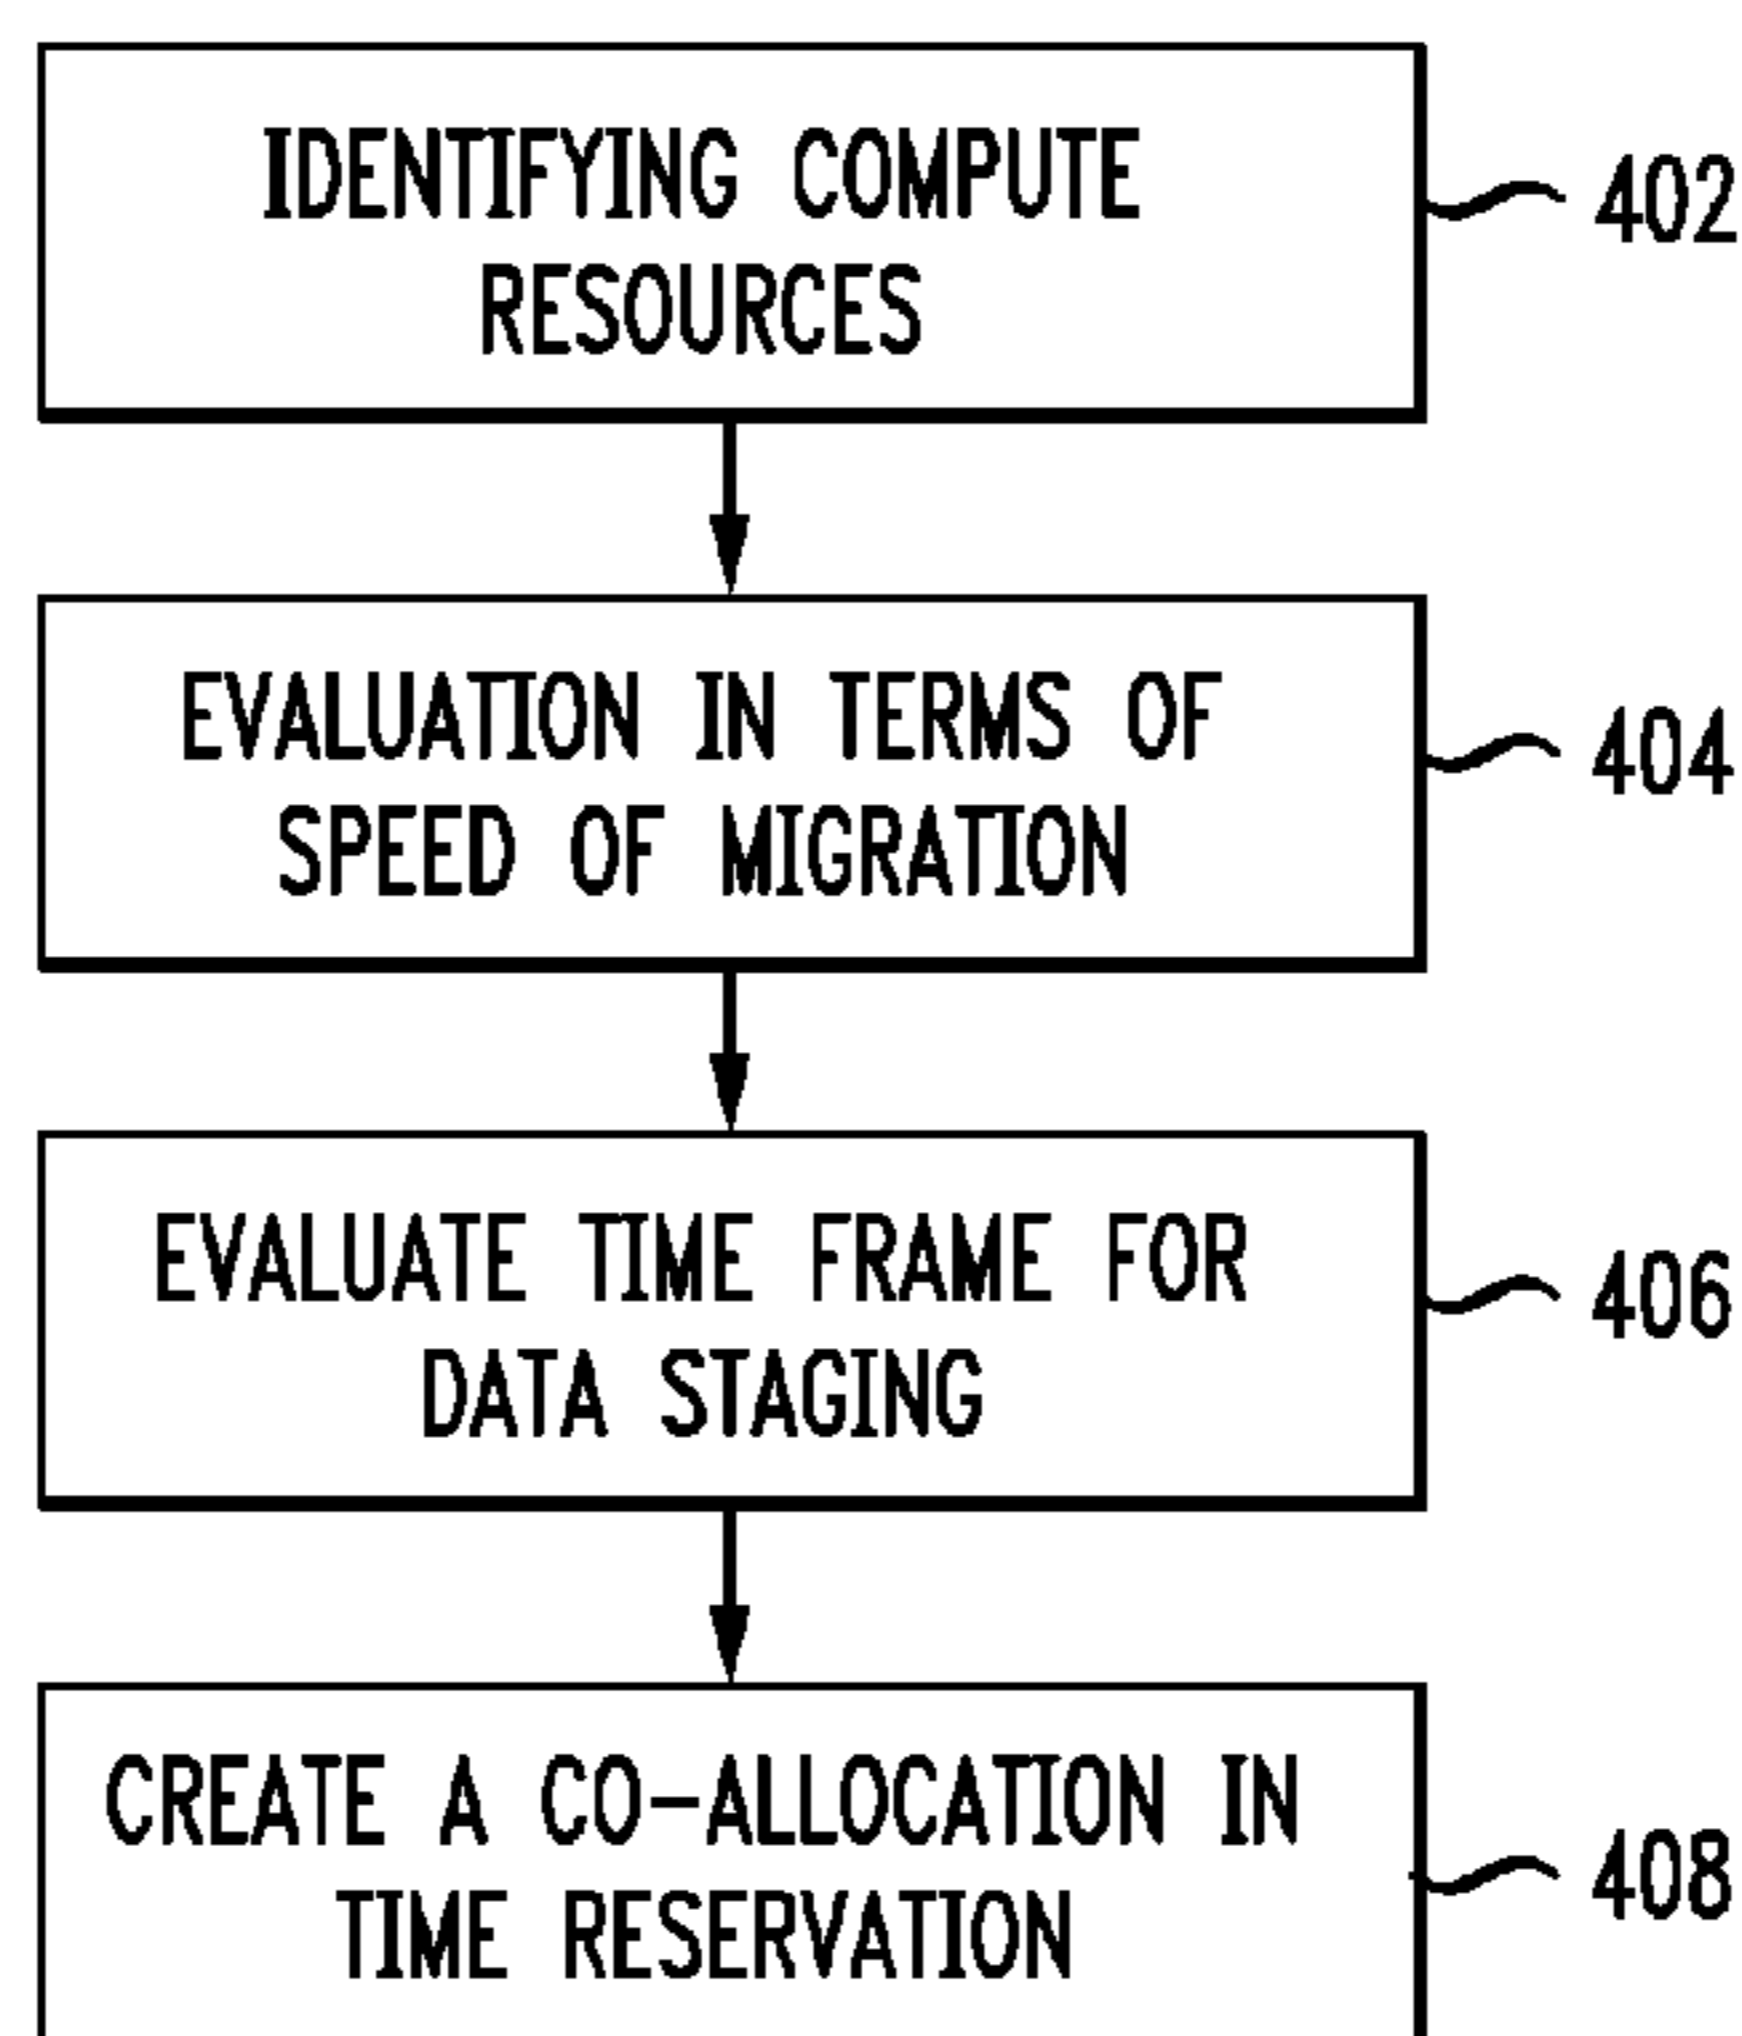 IDENTIFYING COMPUTE
RESOURCES
402
EVALUATION IN TERMS OF
SPEED OF MIGRATION
404
EVALUATE TIME FRAME FOR
DATA STAGING
406
CREATE A CO-ALLOCATION IN
TIME RESERVATION
408